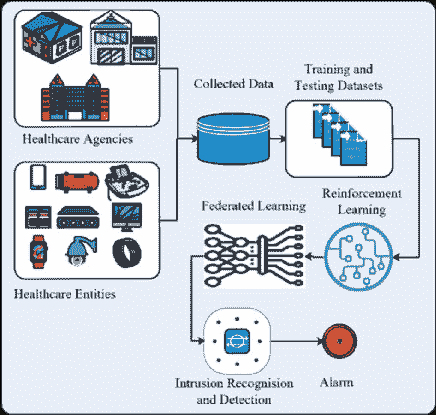 Healthcare Agencies
Collected Data
Training and
Testing Datasets
Healthcare Entities
Federated Learning
Reinforcement
Learning
Intrusion Recognision
and Detection
Alarm